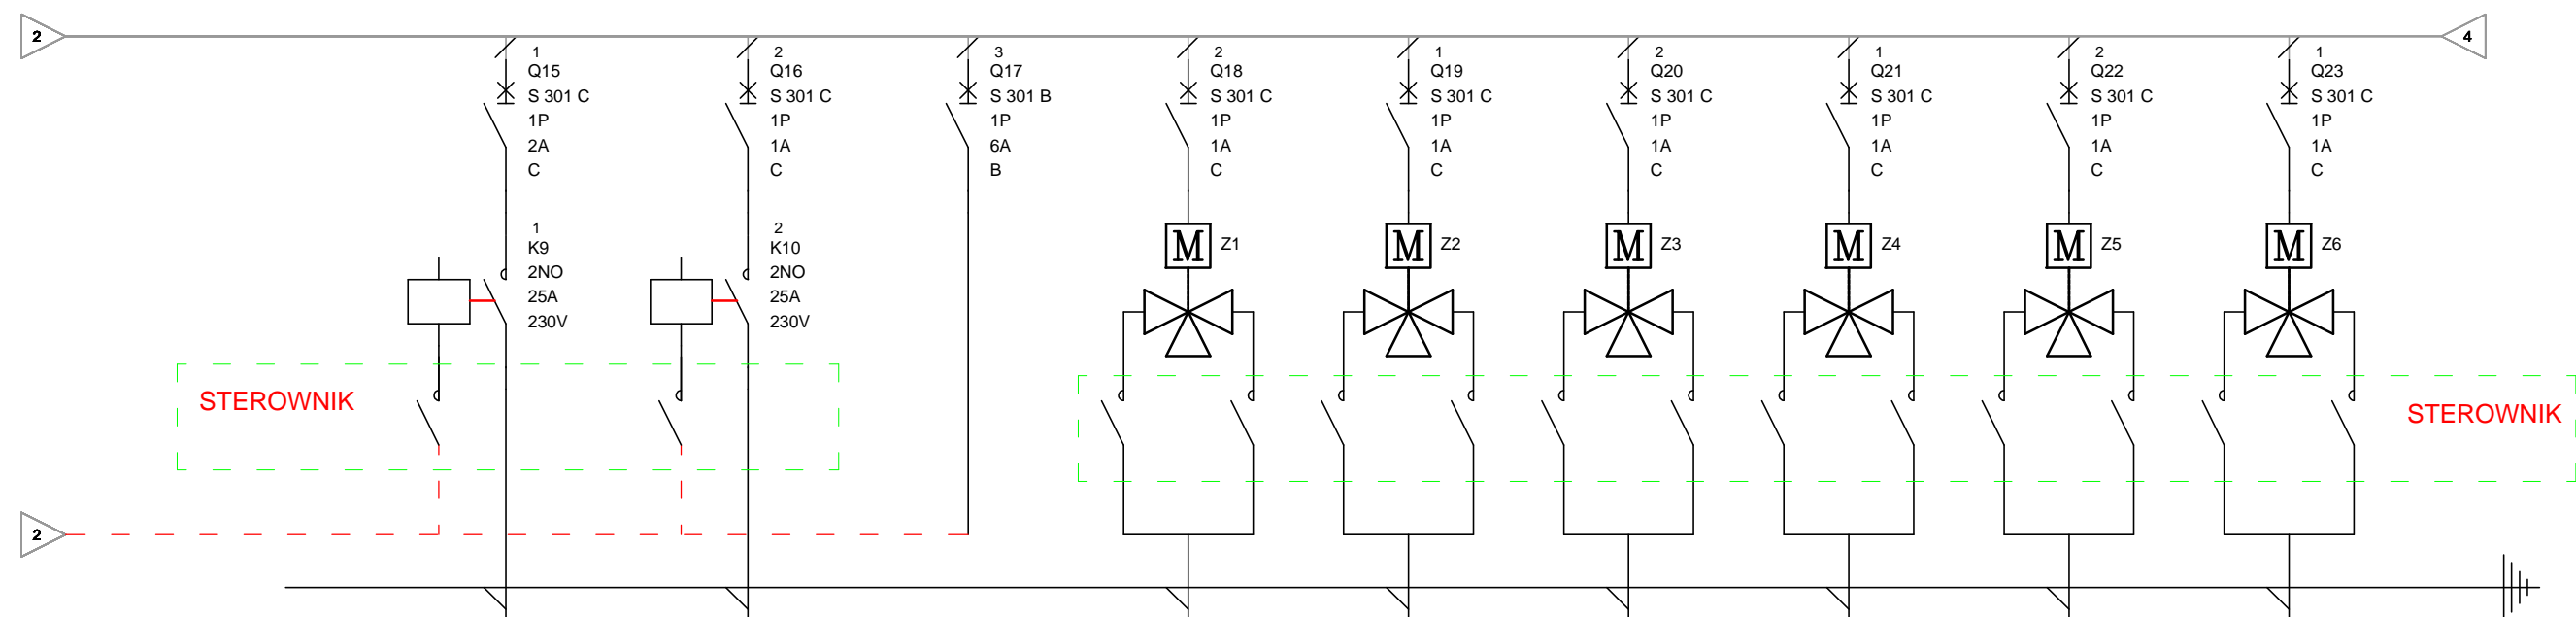 2
4
1
Q15
S 301 C
1P
2A
C
2
Q16
S 301 C
1P
1A
C
3
Q17
S 301 B
1P
6A
B
2
Q18
S 301 C
1P
1A
C
1
Q19
S 301 C
1P
1A
C
2
Q20
S 301 C
1P
1A
C
1
Q21
S 301 C
1P
1A
C
2
Q22
S 301 C
1P
1A
C
1
Q23
S 301 C
1P
1A
C
1
K9
2NO
25A
230V
2
K10
2NO
25A
230V
M Z1
M Z2
M Z3
M Z4
M Z5
M Z6
STEROWNIK
STEROWNIK
2